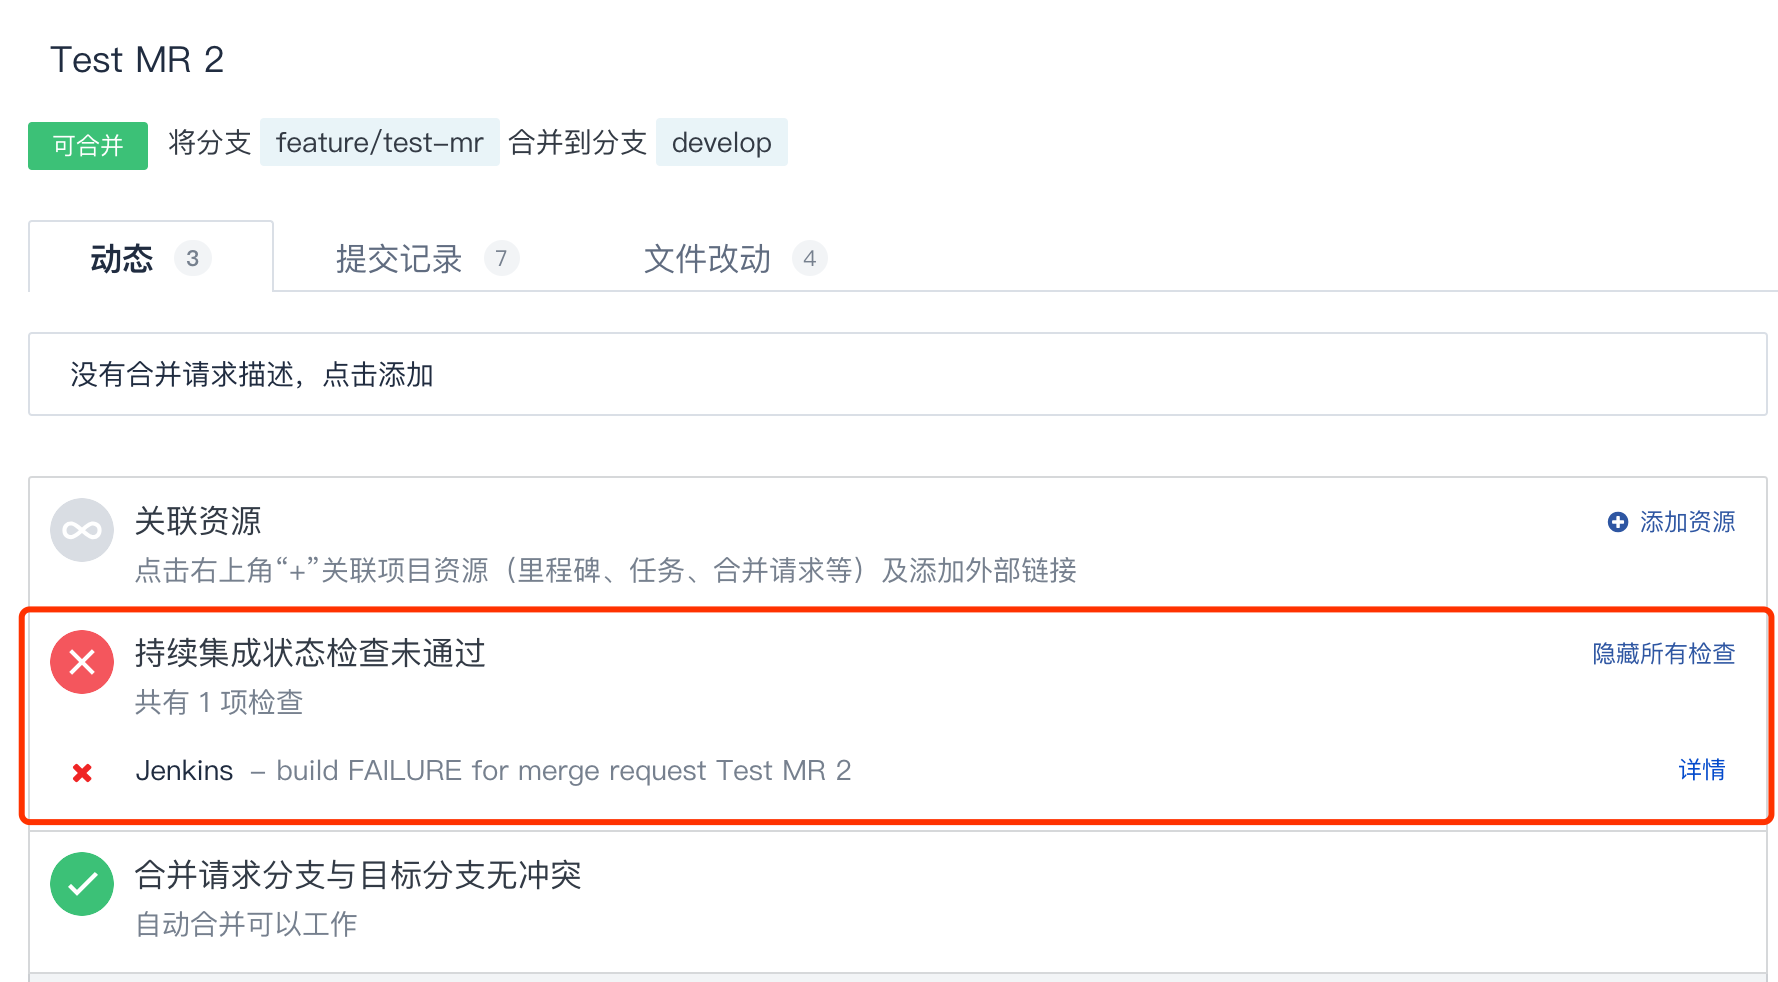 Test MR 2
可合并 将分支 feature/test-mr 合并到分支 develop
动态 3 提交记录 7 文件改动 4
没有合并请求描述，点击添加
关联资源 添加资源
点击右上角“+”关联项目资源（里程碑、任务、合并请求等）及添加外部链接
持续集成状态检查未通过 隐藏所有检查
共有 1 项检查
Jenkins – build FAILURE for merge request Test MR 2 详情
合并请求分支与目标分支无冲突
自动合并可以工作